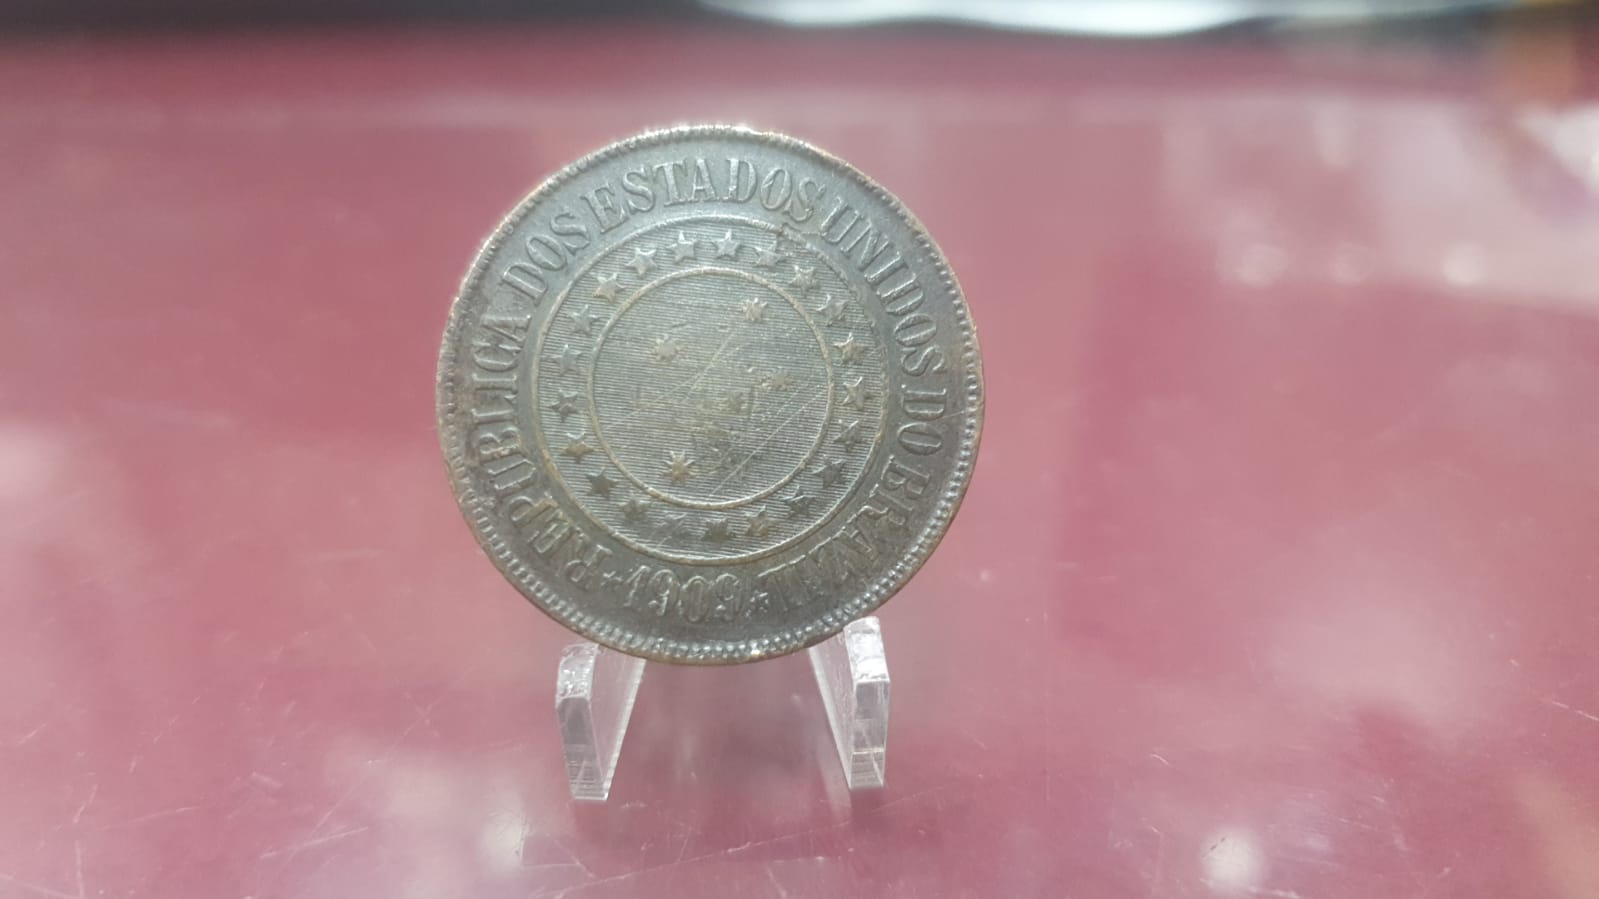 REPUBLICA DOS ESTADOS UNIDOS DO BRAZIL
1909